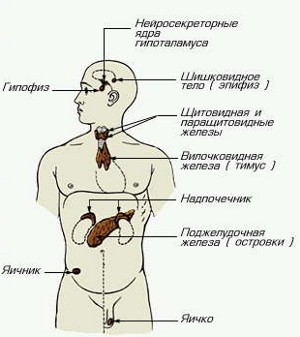 Нейросекреторные
ядра
гипоталамуса
Гипофиз
Шишковидное
тело ( эпифиз )
Щитовидная и
паращитовидные
железы
Вилочковидная
железа ( тимус )
Надпочечник
Поджелудочная
железа ( островки )
Яичник
Яичко